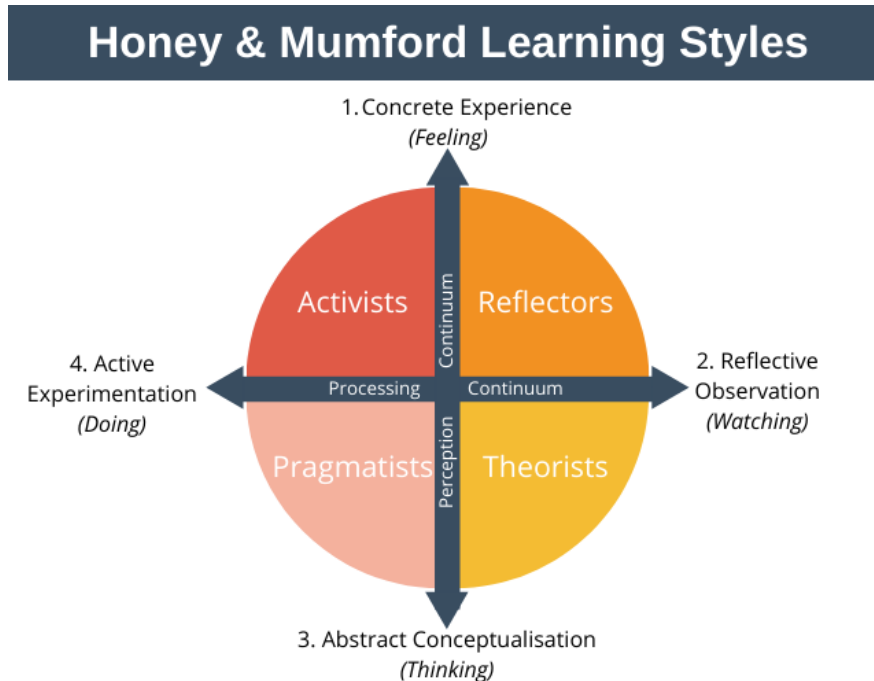 Honey & Mumford Learning Styles
1. Concrete Experience
(Feeling)
Activists
Reflectors
Continuum
4. Active
Experimentation
(Doing)
Processing
Continuum
2. Reflective
Observation
(Watching)
Perception
Pragmatists
Theorists
3. Abstract Conceptualisation
(Thinking)